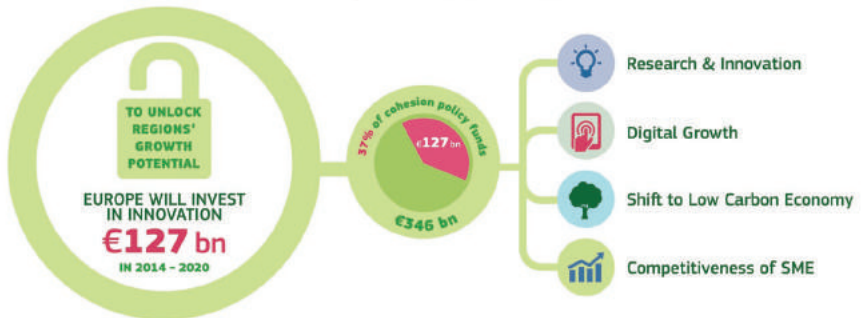 TO UNLOCK
REGIONS'
GROWTH
POTENTIAL
EUROPE WILL INVEST
IN INNOVATION
€127 bn
IN 2014 – 2020
37% of cohesion policy funds
€127 bn
€346 bn
Research & Innovation
Digital Growth
Shift to Low Carbon Economy
Competitiveness of SME